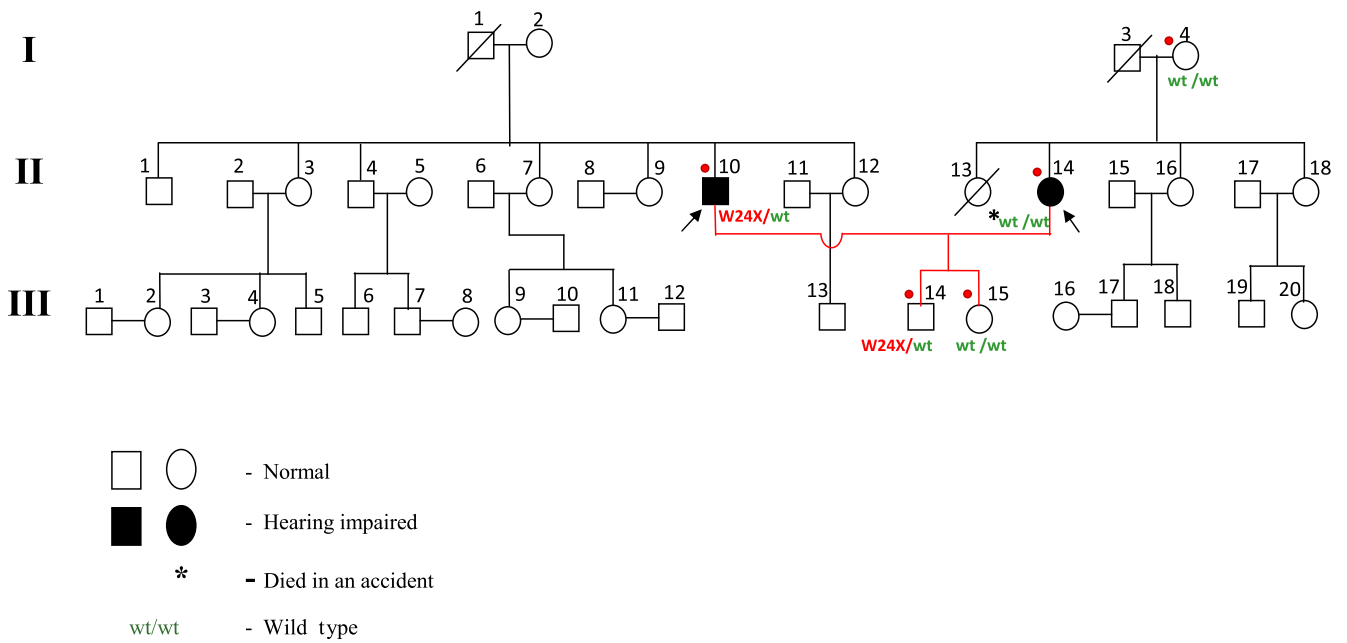 I
1 2 3 4
wt /wt
II
1 2 3 4 5 6 7 8 9 10 11 12 13 14 15 16 17 18
W24X/wt * wt /wt
III
1 2 3 4 5 6 7 8 9 10 11 12 13 14 15 16 17 18 19 20
W24X/wt wt /wt
- Normal
- Hearing impaired
* - Died in an accident
wt/wt - Wild type